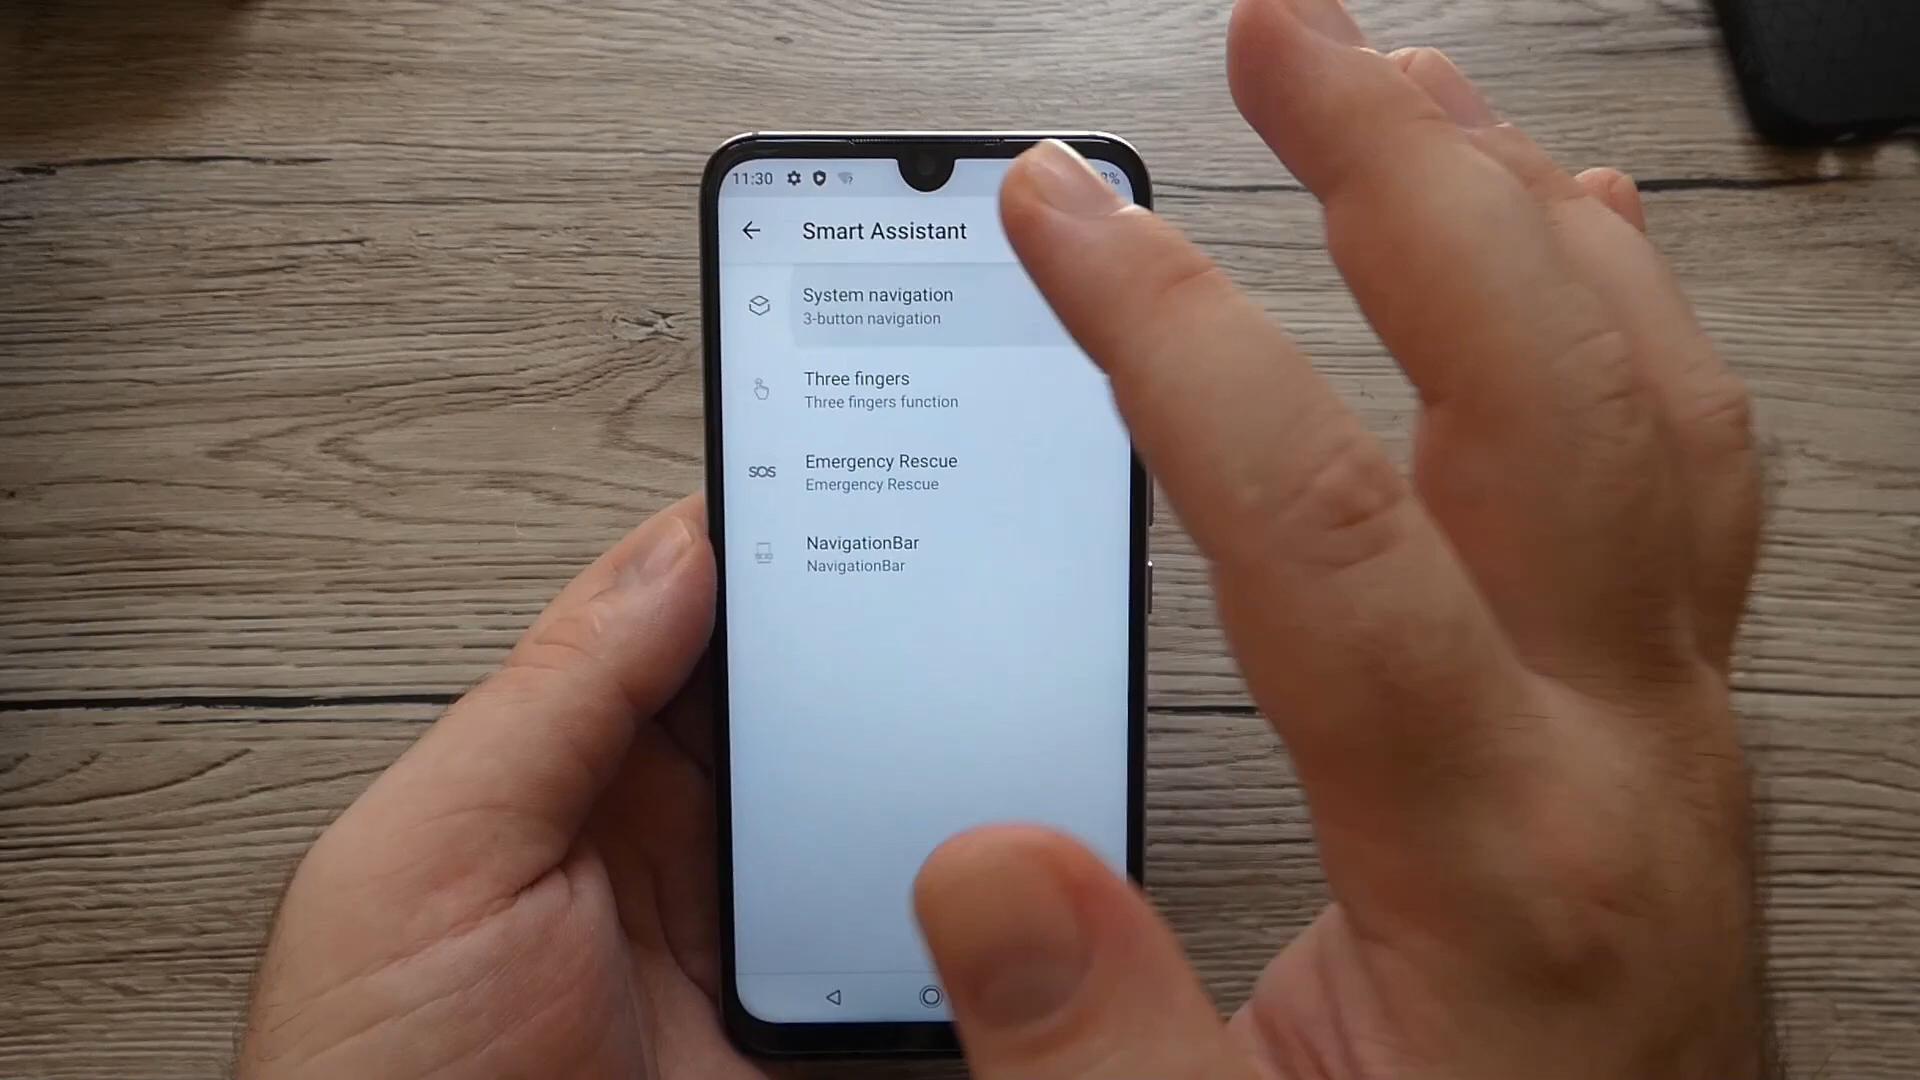 11:30
Smart Assistant
System navigation
3-button navigation
Three fingers
Three fingers function
SOS
Emergency Rescue
Emergency Rescue
NavigationBar
NavigationBar